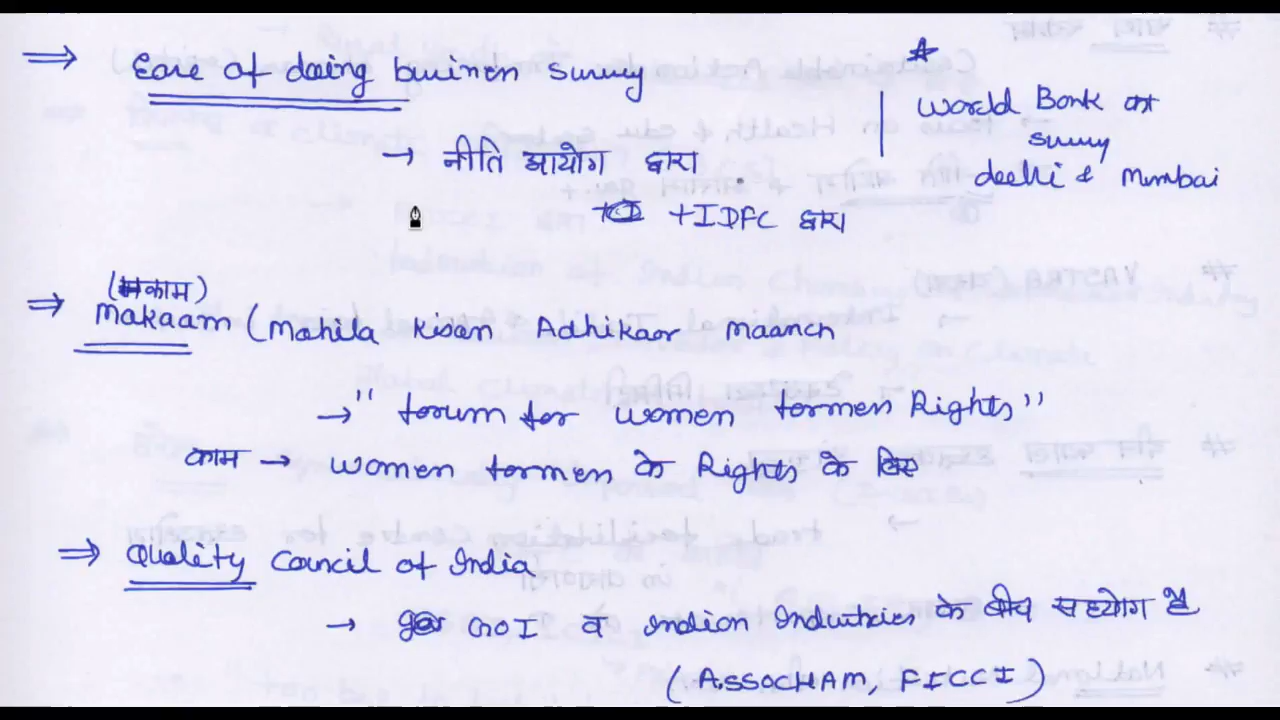 ⇒ Ease of doing business survey
* World Bank का
survey
delhi & Mumbai
→ नीति आयोग द्वारा
+IDFC द्वारा
(मकाम)
⇒ Makaam (Mahila Kisan Adhikaar Maanch
→ " forum for women farmers Rights"
काम → women farmers के Rights के लिए
⇒ Quality Council of India
→ GOI व Indian Industries के बीच सहयोग से
(ASSOCHAM, FICCI)